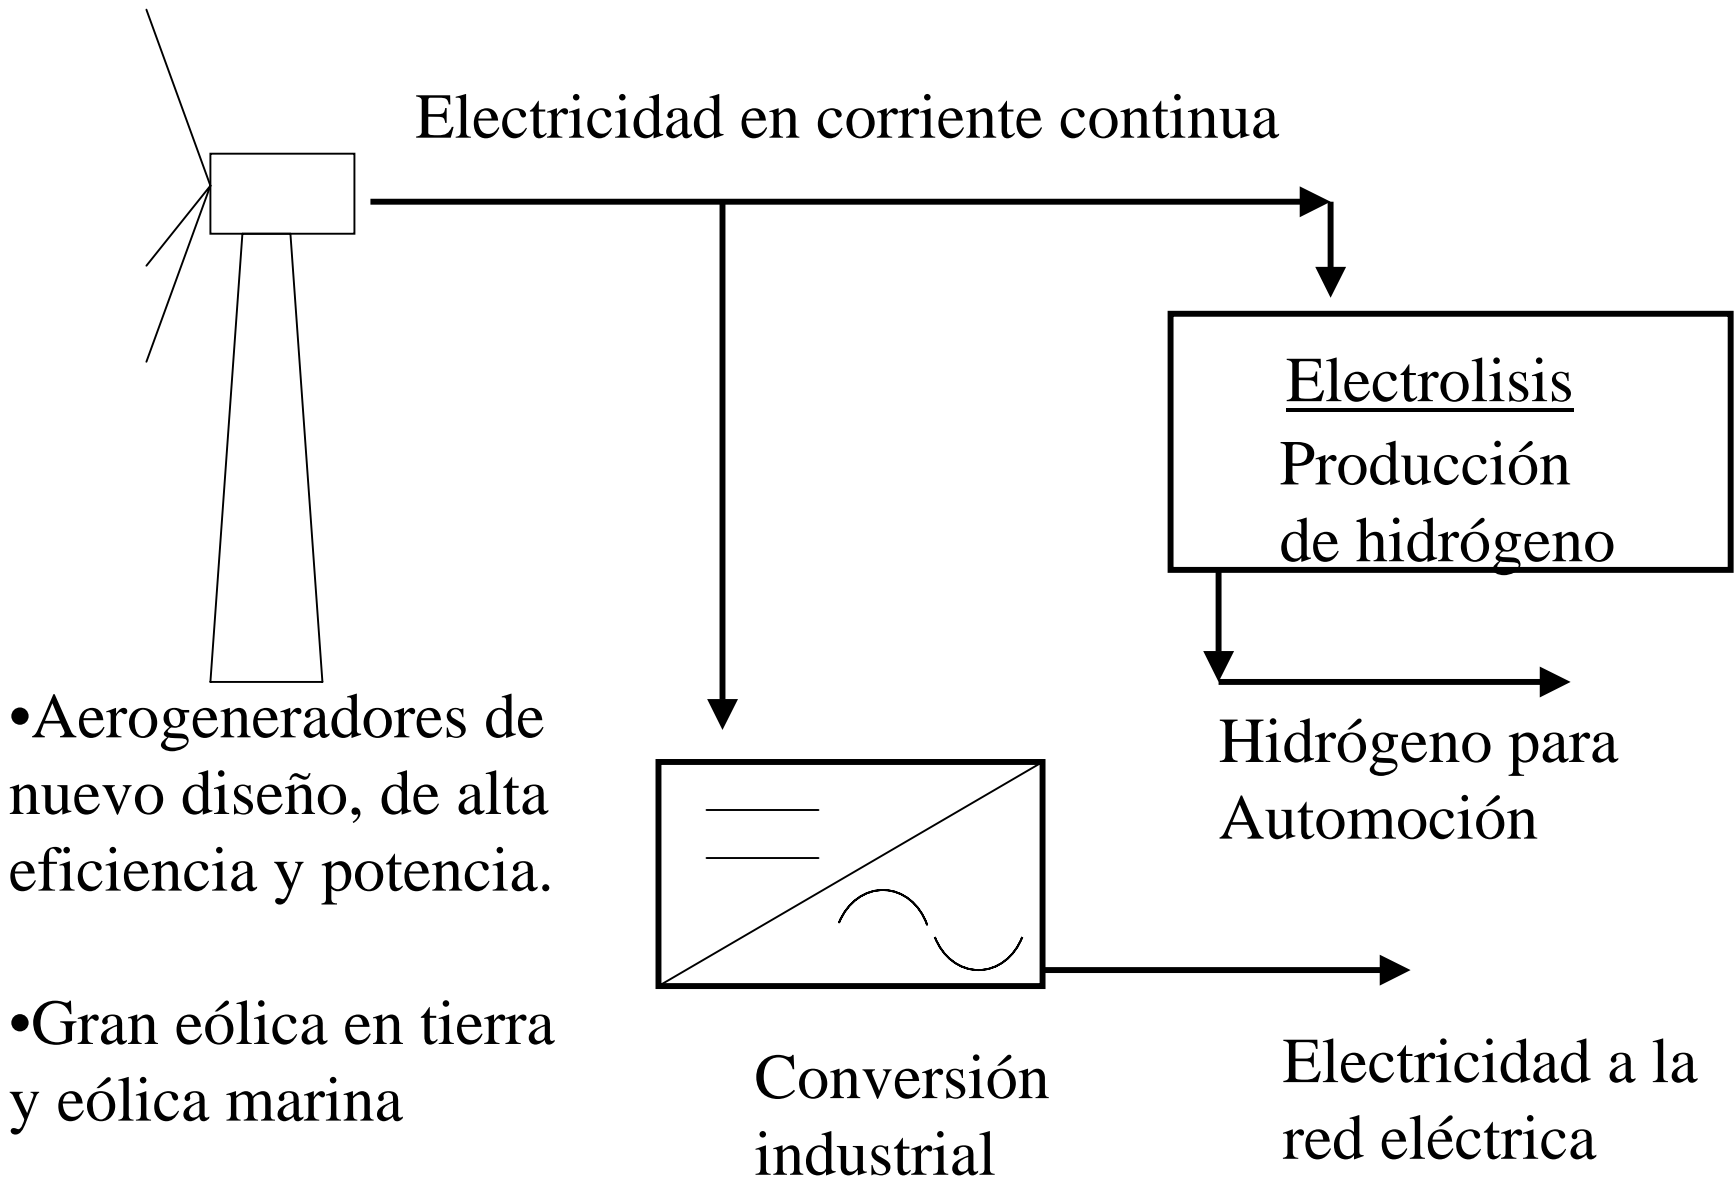 Electricidad en corriente continua
Electrolisis
Producción
de hidrógeno
•Aerogeneradores de
nuevo diseño, de alta
eficiencia y potencia.
•Gran eólica en tierra
y eólica marina
Hidrógeno para
Automoción
Conversión
industrial
Electricidad a la
red eléctrica